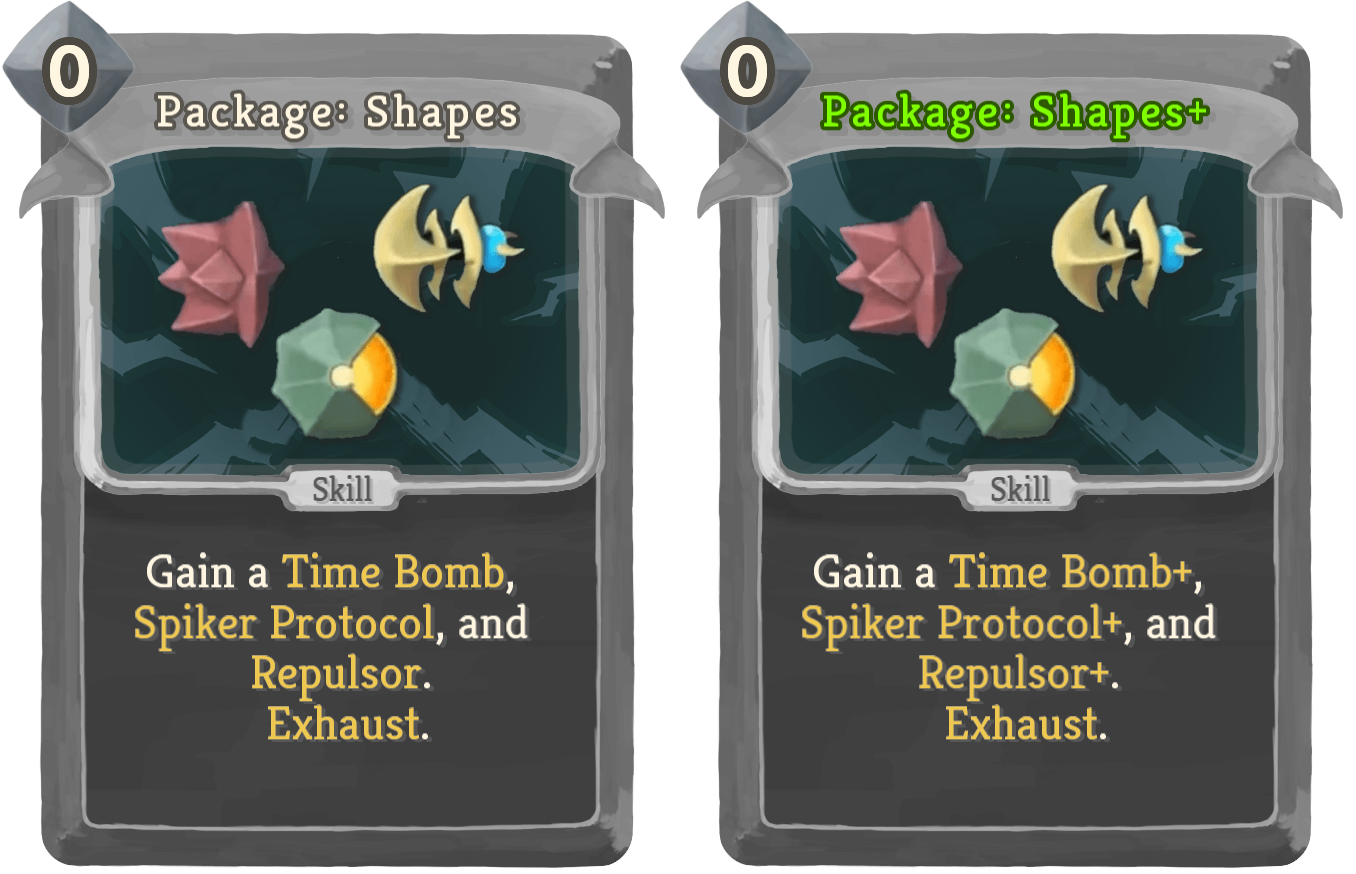 0
Package: Shapes
Skill
Gain a Time Bomb,
Spiker Protocol, and
Repulsor.
Exhaust.
0
Package: Shapes+
Skill
Gain a Time Bomb+,
Spiker Protocol+, and
Repulsor+.
Exhaust.